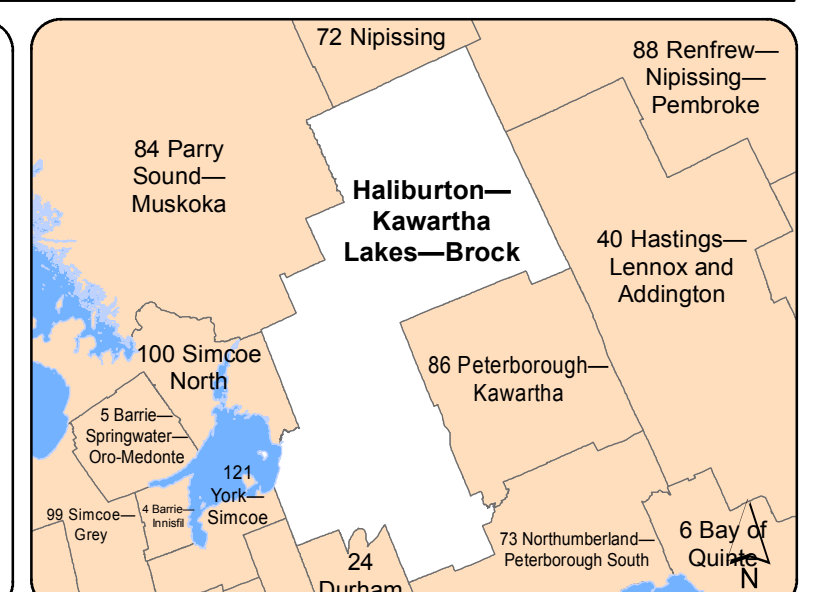 72 Nipissing
88 Renfrew—
Nipissing—
Pembroke
84 Parry
Sound—
Muskoka
Haliburton—
Kawartha
Lakes—Brock
40 Hastings—
Lennox and
Addington
100 Simcoe
North
86 Peterborough—
Kawartha
5 Barrie—
Springwater—
Oro-Medonte
121
York—
Simcoe
99 Simcoe—
Grey
4 Barrie—
Innisfil
73 Northumberland—
Peterborough South
6 Bay of
Quinte
24
Durham
N